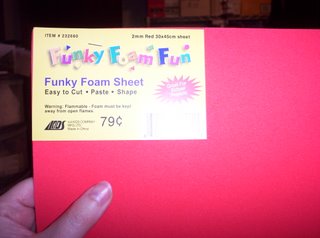 ITEM # 232660
2mm Red 30x45cm sheet
Funky Foam Fun
Funky Foam Sheet
Easy to Cut • Paste • Shape
Warning: Flammable - Foam must be kept
away from open flames.
79¢
Made in China